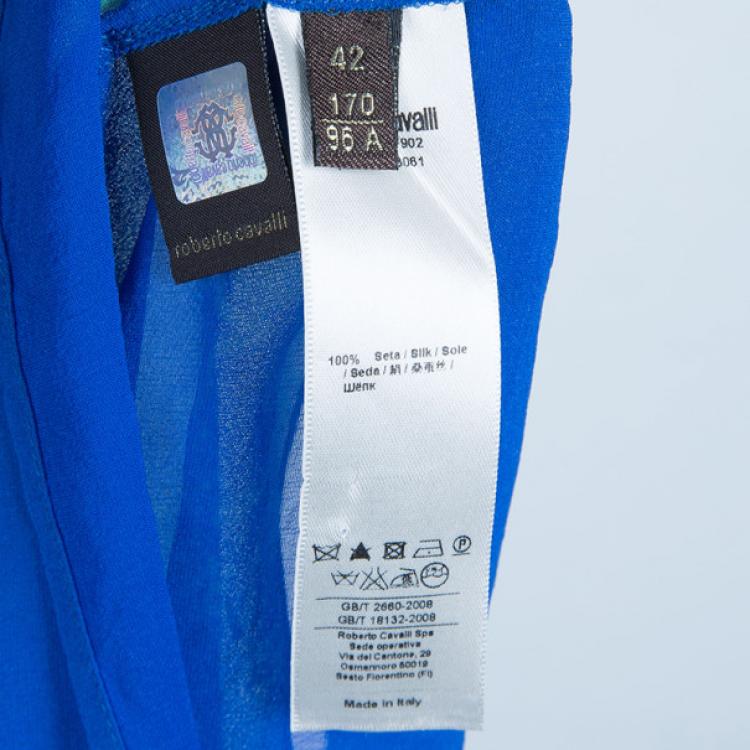 42
170
96 A
roberto cavalli
avalli
902
3061
100% Seta / Silk / Soie
/ Seda / 絹 / 桑蚕丝 /
Шёлк
GB/T 2660-2008
GB/T 18132-2008
Roberto Cavalli Spa
Sede operativa
Via del Cantone, 29
Osmannoro 50019
Sesto Fiorentino (FI)
Made in Italy